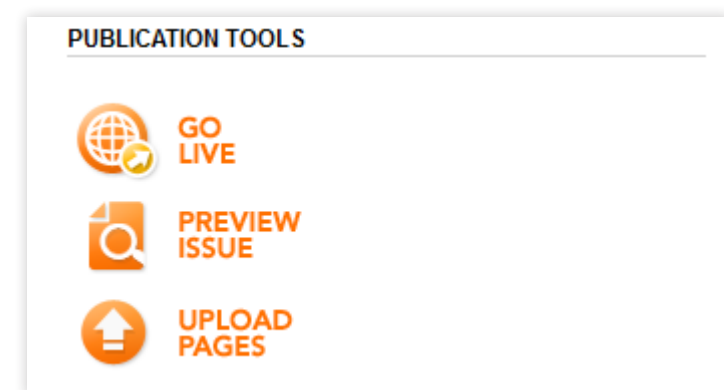 PUBLICATION TOOLS
GO
LIVE
PREVIEW
ISSUE
UPLOAD
PAGES